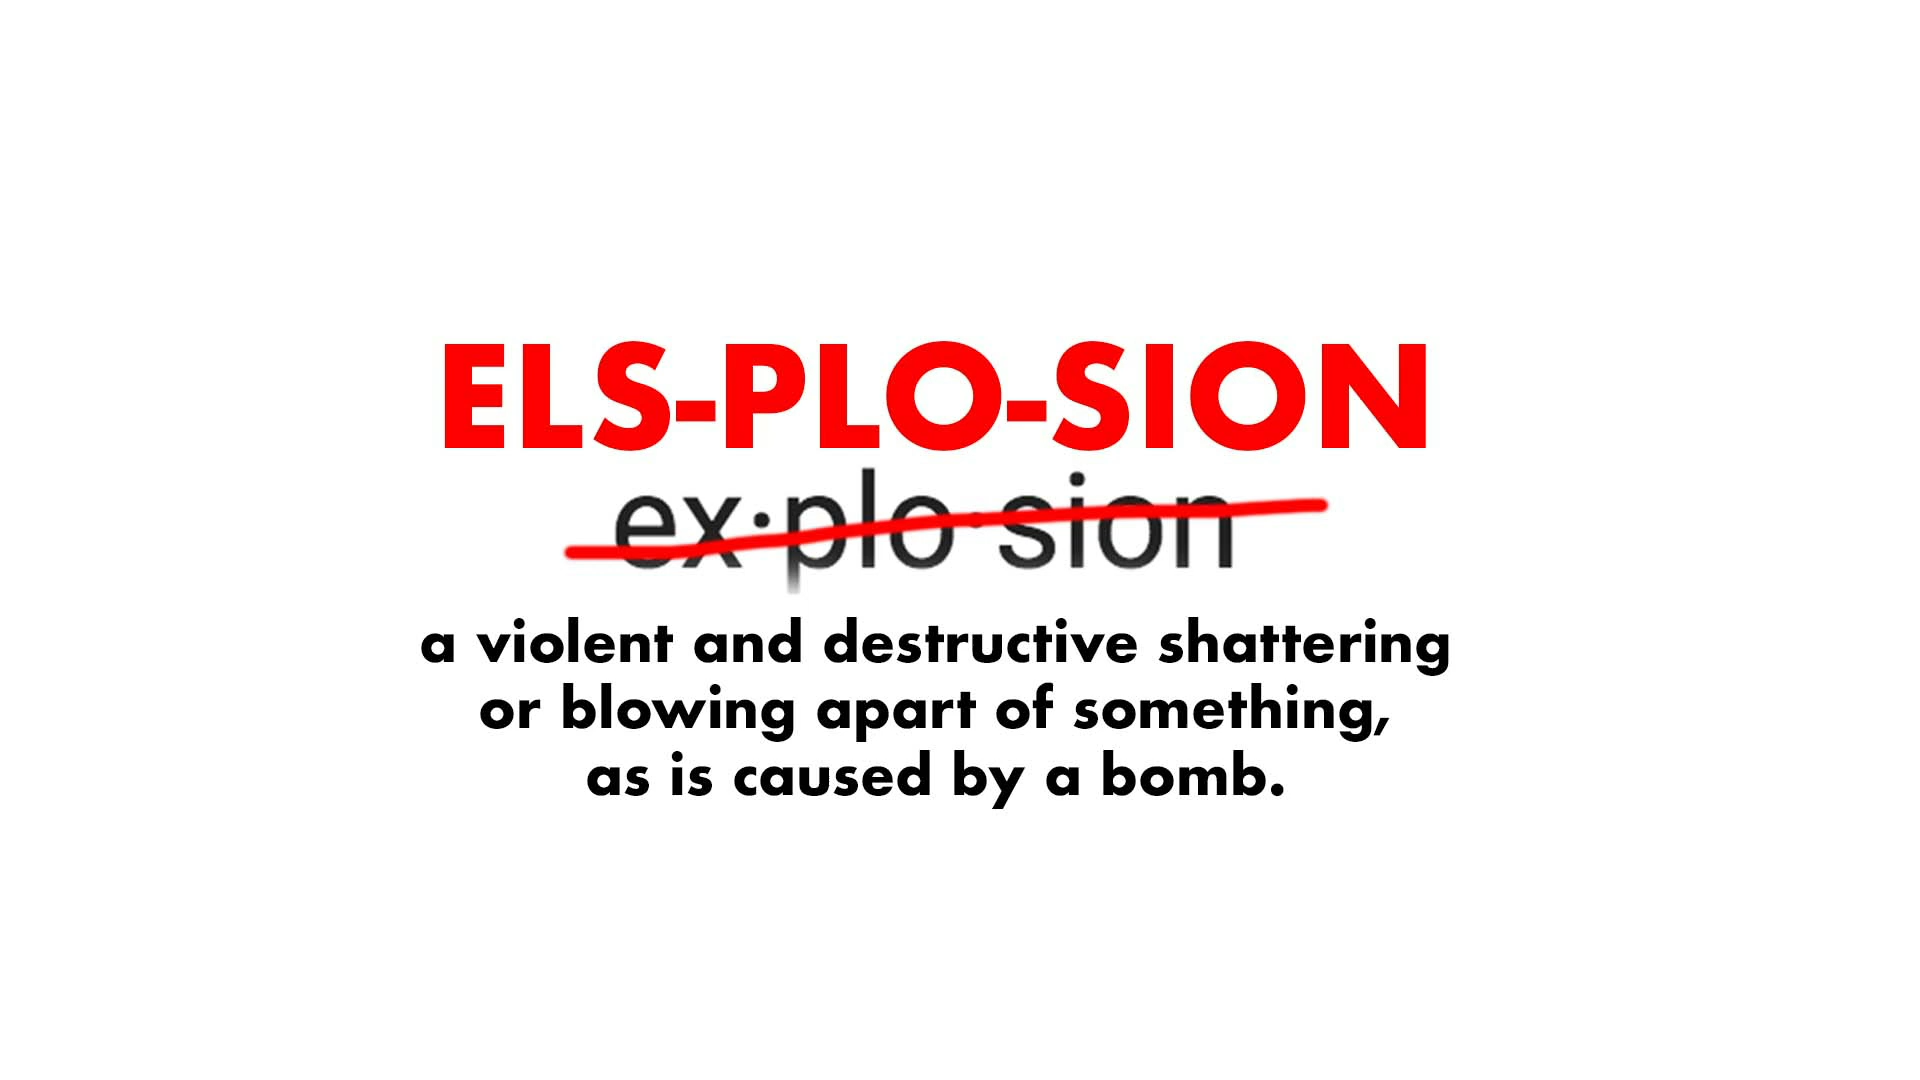 ELS-PLO-SION
ex·plo·sion
a violent and destructive shattering
or blowing apart of something,
as is caused by a bomb.